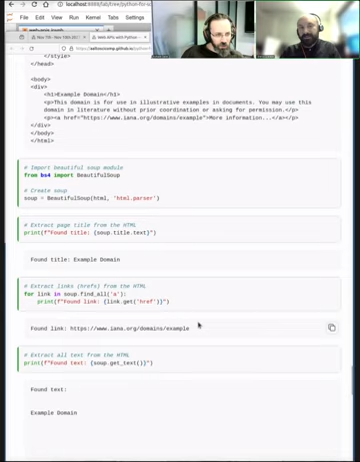 localhost:8888/lab/tree/python-for-s
File Edit View Run Kernel Tabs Settings
</style>
</head>
<body>
<div>
<h1>Example Domain</h1>
<p>This domain is for use in illustrative examples in documents. You may use this
domain in literature without prior coordination or asking for permission.</p>
<p><a href="https://www.iana.org/domains/example">More information...</a></p>
</div>
</body>
</html>
# Import beautiful soup module
from bs4 import BeautifulSoup
# Create soup
soup = BeautifulSoup(html, 'html.parser')
# Extract page title from the HTML
print(f"Found title: {soup.title.text}")
Found title: Example Domain
# Extract links (hrefs) from the HTML
for link in soup.find_all('a'):
print(f"Found link: {link.get('href')}")
Found link: https://www.iana.org/domains/example
# Extract all text from the HTML
print(f"Found text: {soup.get_text()}")
Found text:
Example Domain